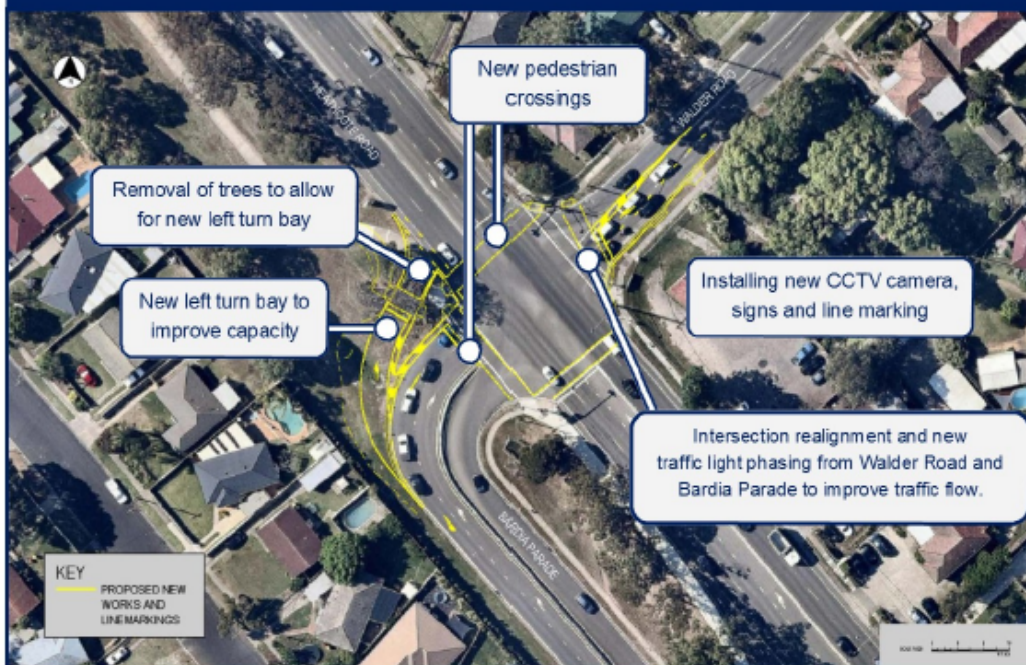 New pedestrian
crossings
WALDER ROAD
Removal of trees to allow
for new left turn bay
New left turn bay to
improve capacity
Installing new CCTV camera,
signs and line marking
Intersection realignment and new
traffic light phasing from Walder Road and
Bardia Parade to improve traffic flow.
BARDIA PARADE
KEY
PROPOSED NEW
WORKS AND
LINEMARKINGS